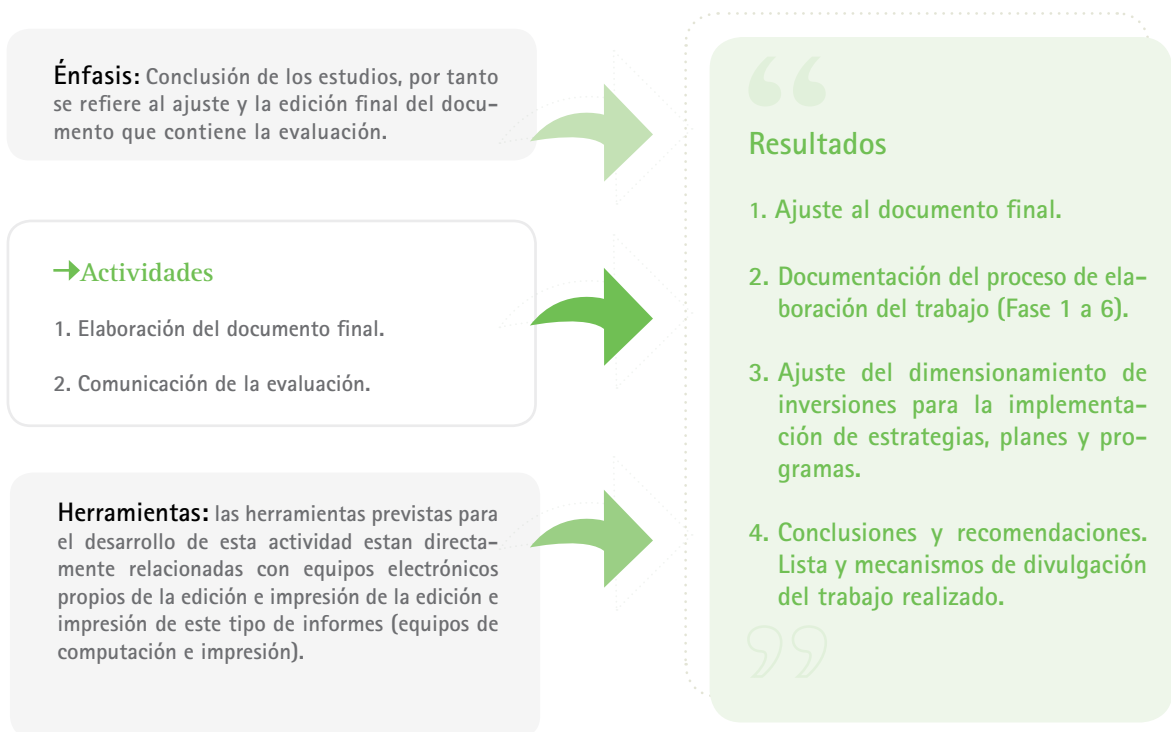 Énfasis: Conclusión de los estudios, por tanto
se refiere al ajuste y la edición final del docu-
mento que contiene la evaluación.
Actividades
1. Elaboración del documento final.
2. Comunicación de la evaluación.
Herramientas: las herramientas previstas para
el desarrollo de esta actividad estan directa-
mente relacionadas con equipos electrónicos
propios de la edición e impresión de la edición e
impresión de este tipo de informes (equipos de
computación e impresión).
“
Resultados
1. Ajuste al documento final.
2. Documentación del proceso de ela-
boración del trabajo (Fase 1 a 6).
3. Ajuste del dimensionamiento de
inversiones para la implementa-
ción de estrategias, planes y pro-
gramas.
4. Conclusiones y recomendaciones.
Lista y mecanismos de divulgación
del trabajo realizado.
”